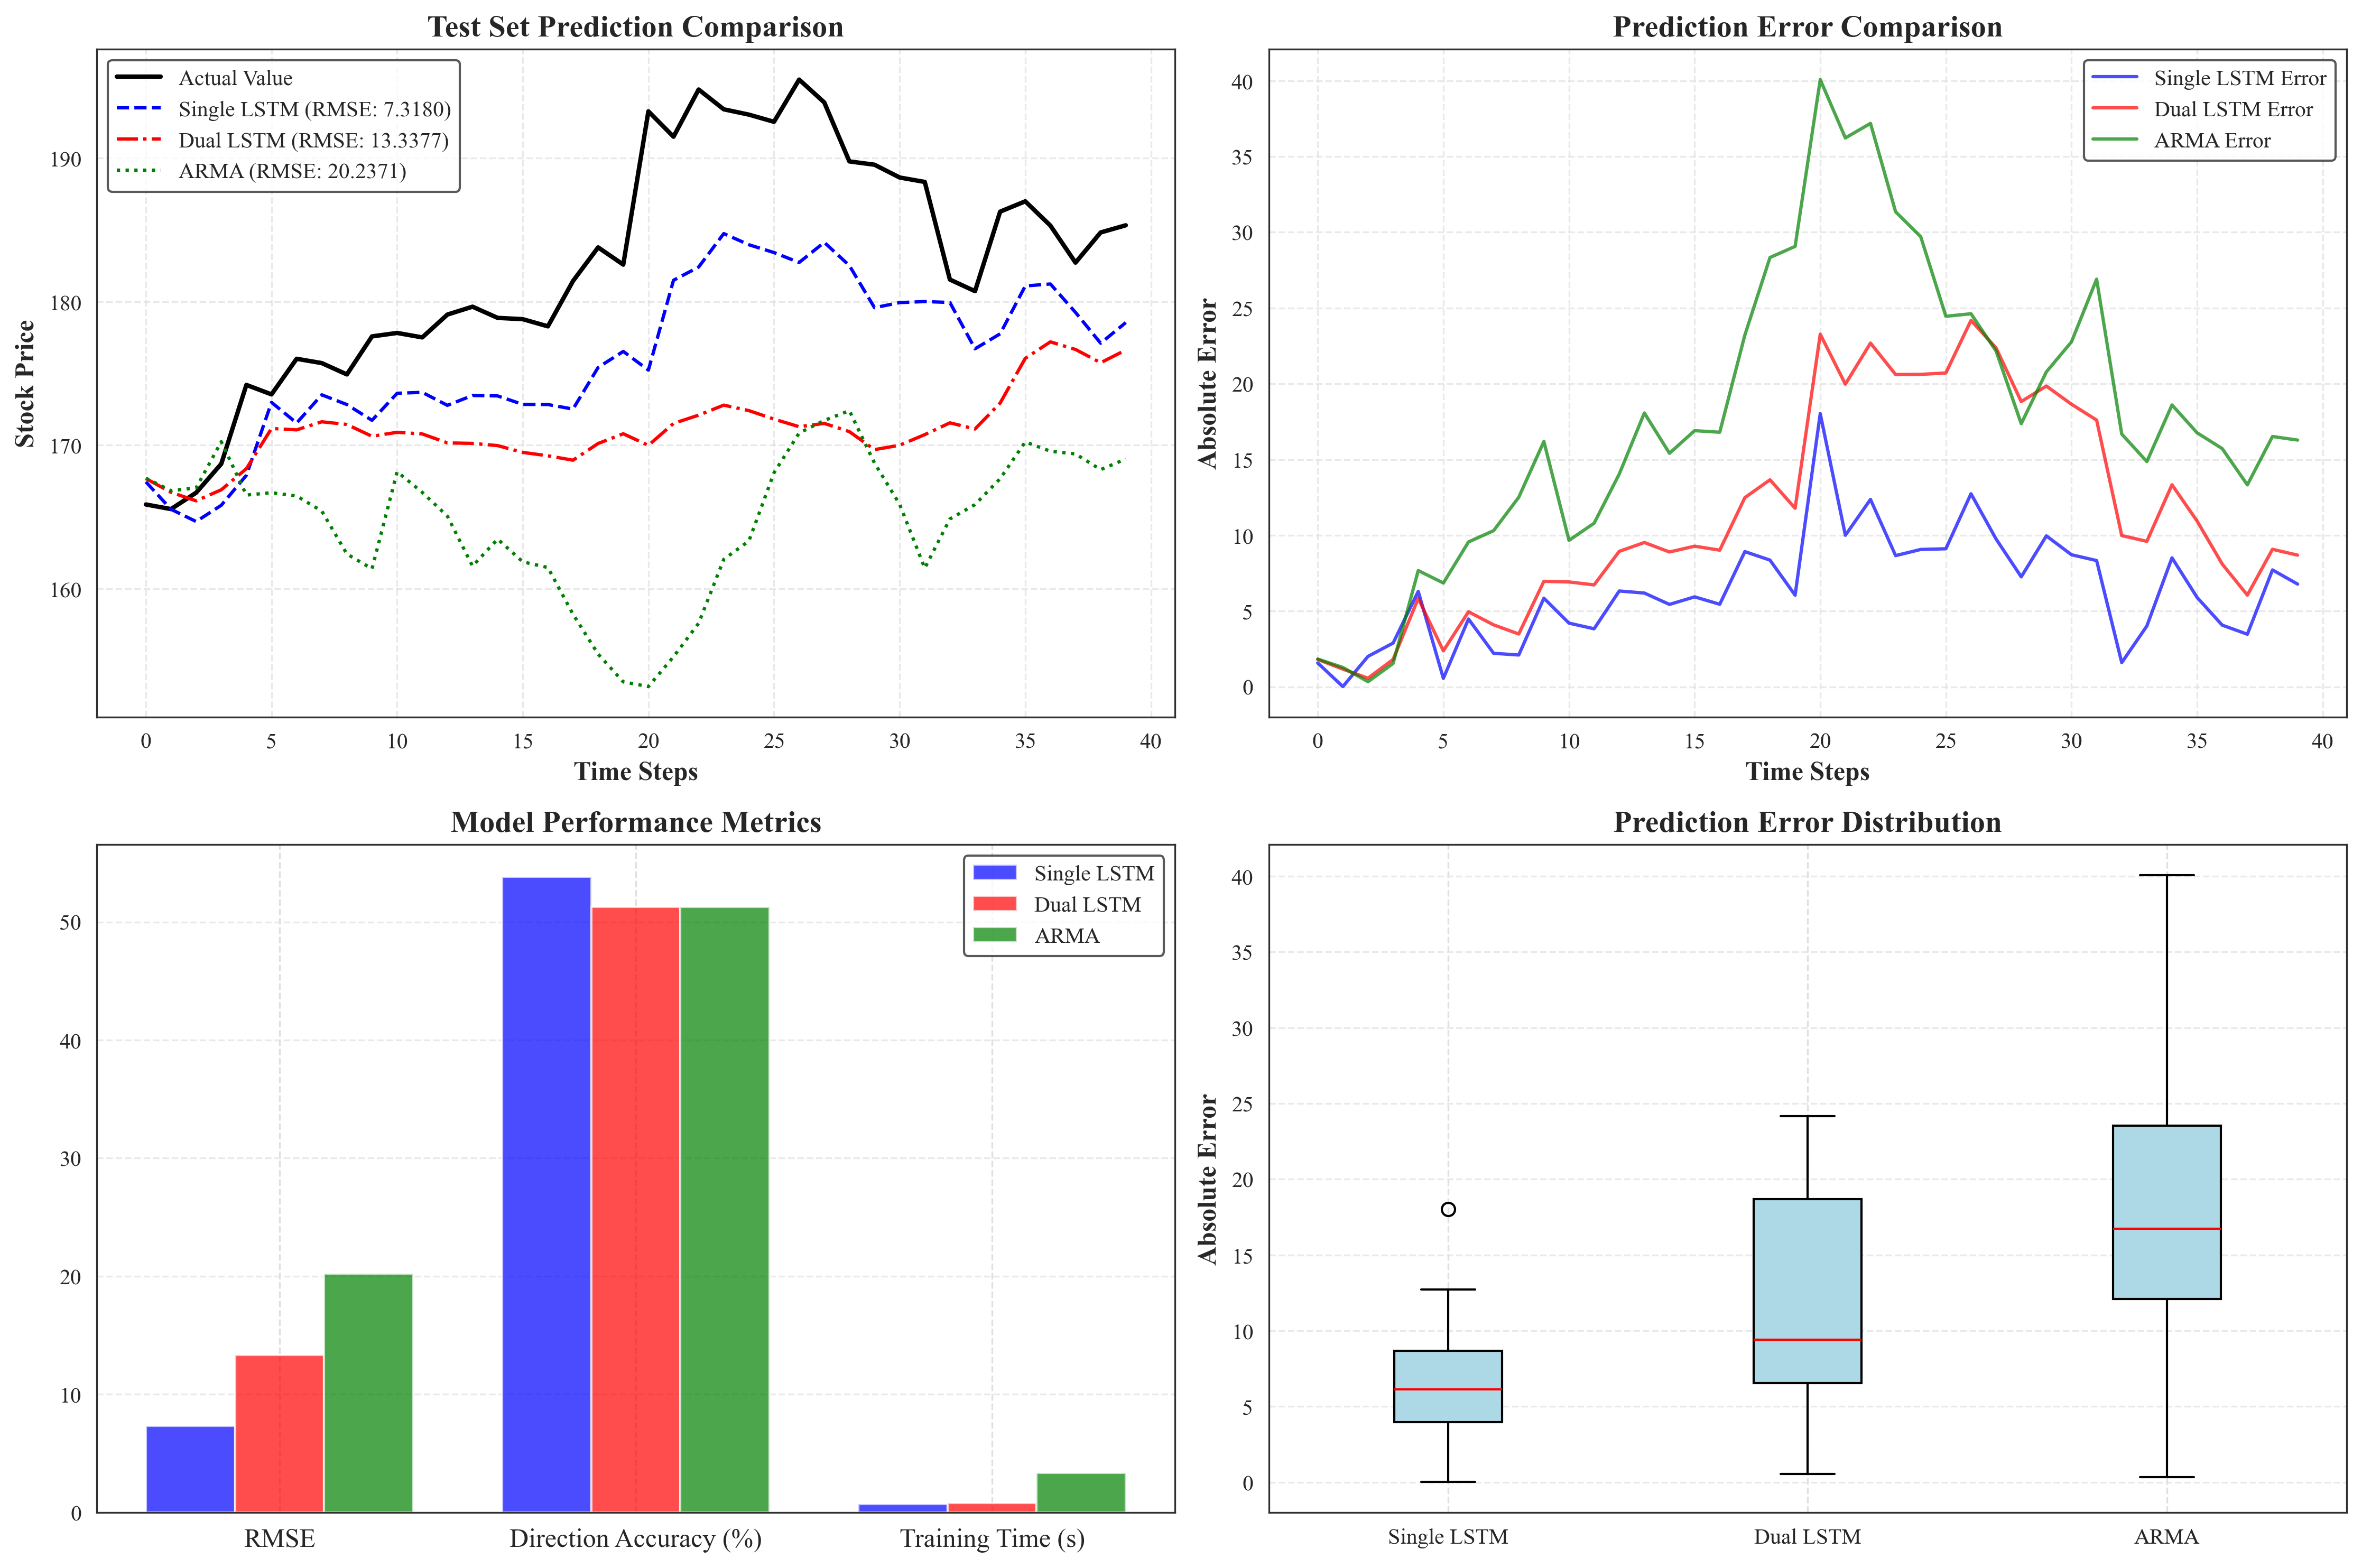 Test Set Prediction Comparison
Actual Value
Single LSTM (RMSE: 7.3180)
Dual LSTM (RMSE: 13.3377)
ARMA (RMSE: 20.2371)
Stock Price
190
180
170
160
0 5 10 15 20 25 30 35 40
Time Steps
Prediction Error Comparison
Single LSTM Error
Dual LSTM Error
ARMA Error
Absolute Error
40
35
30
25
20
15
10
5
0
0 5 10 15 20 25 30 35 40
Time Steps
Model Performance Metrics
Single LSTM
Dual LSTM
ARMA
50
40
30
20
10
0
RMSE Direction Accuracy (%) Training Time (s)
Prediction Error Distribution
Absolute Error
40
35
30
25
20
15
10
5
0
Single LSTM Dual LSTM ARMA